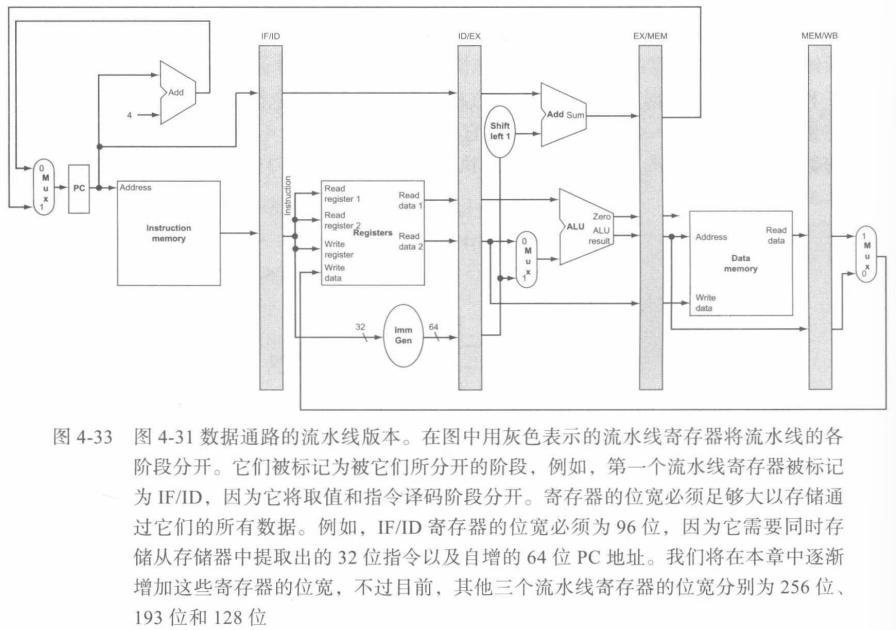 IF/ID
ID/EX
EX/MEM
MEM/WB
Add
4
Add Sum
Shift
left 1
0
M
u
x
1
PC
Address
Instruction
memory
Instruction
Read
register 1
Read
register 2
Write
register
Write
data
Registers
Read
data 1
Read
data 2
0
M
u
x
1
Zero
ALU
ALU
result
Address
Read
data
Data
memory
Write
data
1
M
u
x
0
32
Imm
Gen
64
图 4-33 图 4-31 数据通路的流水线版本。在图中用灰色表示的流水线寄存器将流水线的各
阶段分开。它们被标记为被它们所分开的阶段，例如，第一个流水线寄存器被标记
为 IF/ID，因为它将取值和指令译码阶段分开。寄存器的位宽必须足够大以存储通
过它们的所有数据。例如，IF/ID 寄存器的位宽必须为 96 位，因为它需要同时存
储从存储器中提取出的 32 位指令以及自增的 64 位 PC 地址。我们将在本章中逐渐
增加这些寄存器的位宽，不过目前，其他三个流水线寄存器的位宽分别为 256 位、
193 位和 128 位